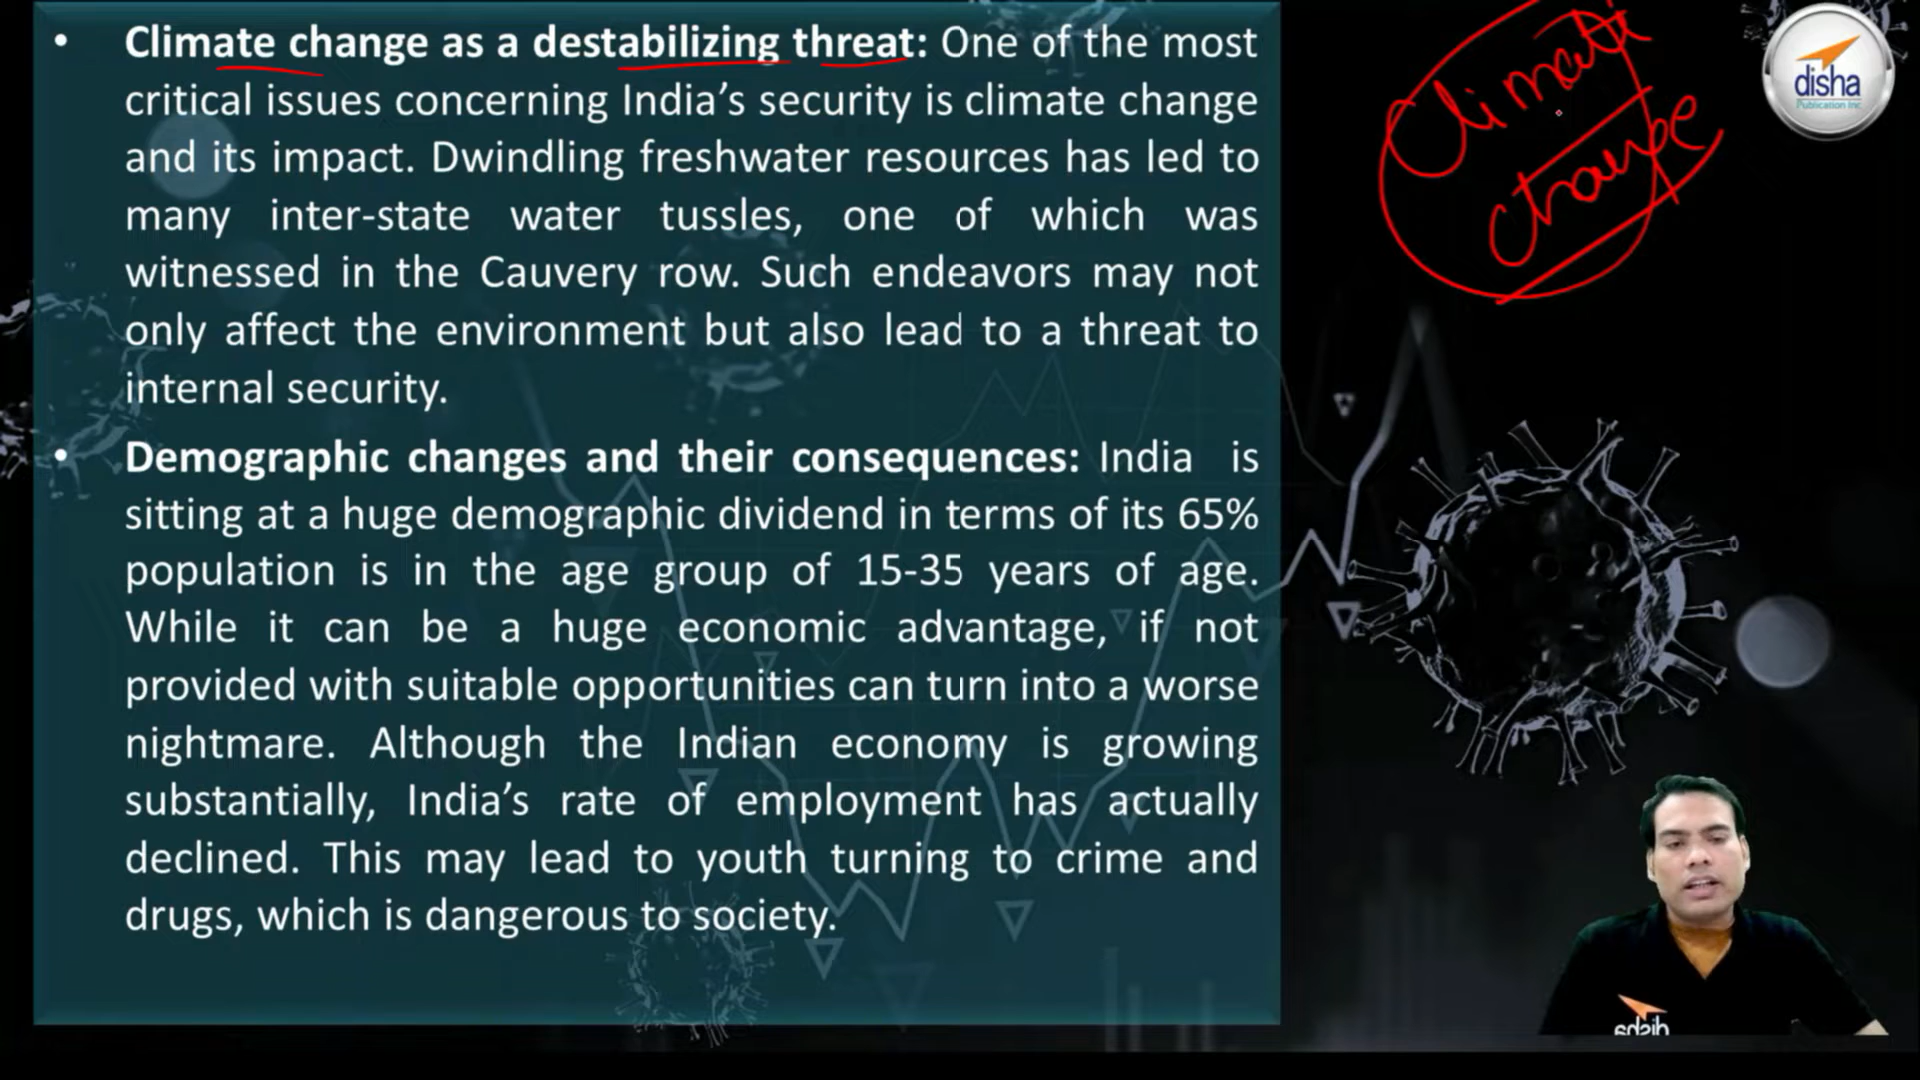 • Climate change as a destabilizing threat: One of the most
critical issues concerning India's security is climate change
and its impact. Dwindling freshwater resources has led to
many inter-state water tussles, one of which was
witnessed in the Cauvery row. Such endeavors may not
only affect the environment but also lead to a threat to
internal security.
• Demographic changes and their consequences: India is
sitting at a huge demographic dividend in terms of its 65%
population is in the age group of 15-35 years of age.
While it can be a huge economic advantage, if not
provided with suitable opportunities can turn into a worse
nightmare. Although the Indian economy is growing
substantially, India's rate of employment has actually
declined. This may lead to youth turning to crime and
drugs, which is dangerous to society.
Climate
change
disha
Publication Inc
disha